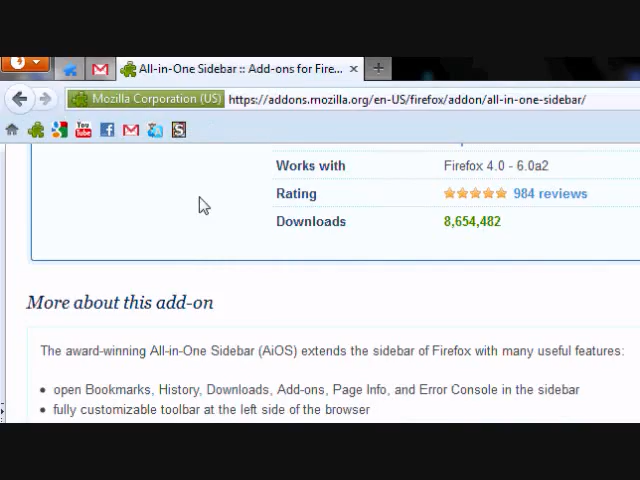 All-in-One Sidebar :: Add-ons for Fire...
Mozilla Corporation (US) https://addons.mozilla.org/en-US/firefox/addon/all-in-one-sidebar/
You
Tube
Works with Firefox 4.0 - 6.0a2
Rating 984 reviews
Downloads 8,654,482
More about this add-on
The award-winning All-in-One Sidebar (AiOS) extends the sidebar of Firefox with many useful features:
• open Bookmarks, History, Downloads, Add-ons, Page Info, and Error Console in the sidebar
• fully customizable toolbar at the left side of the browser